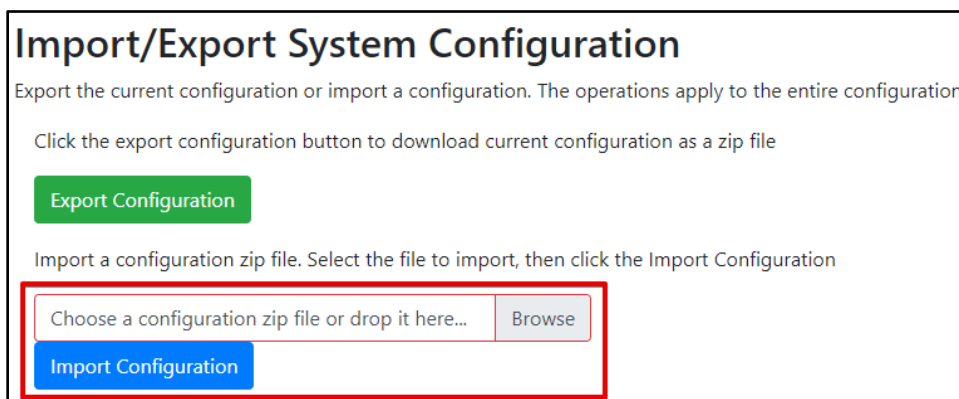 Import/Export System Configuration
Export the current configuration or import a configuration. The operations apply to the entire configuration
Click the export configuration button to download current configuration as a zip file
Export Configuration
Import a configuration zip file. Select the file to import, then click the Import Configuration
Choose a configuration zip file or drop it here... Browse
Import Configuration